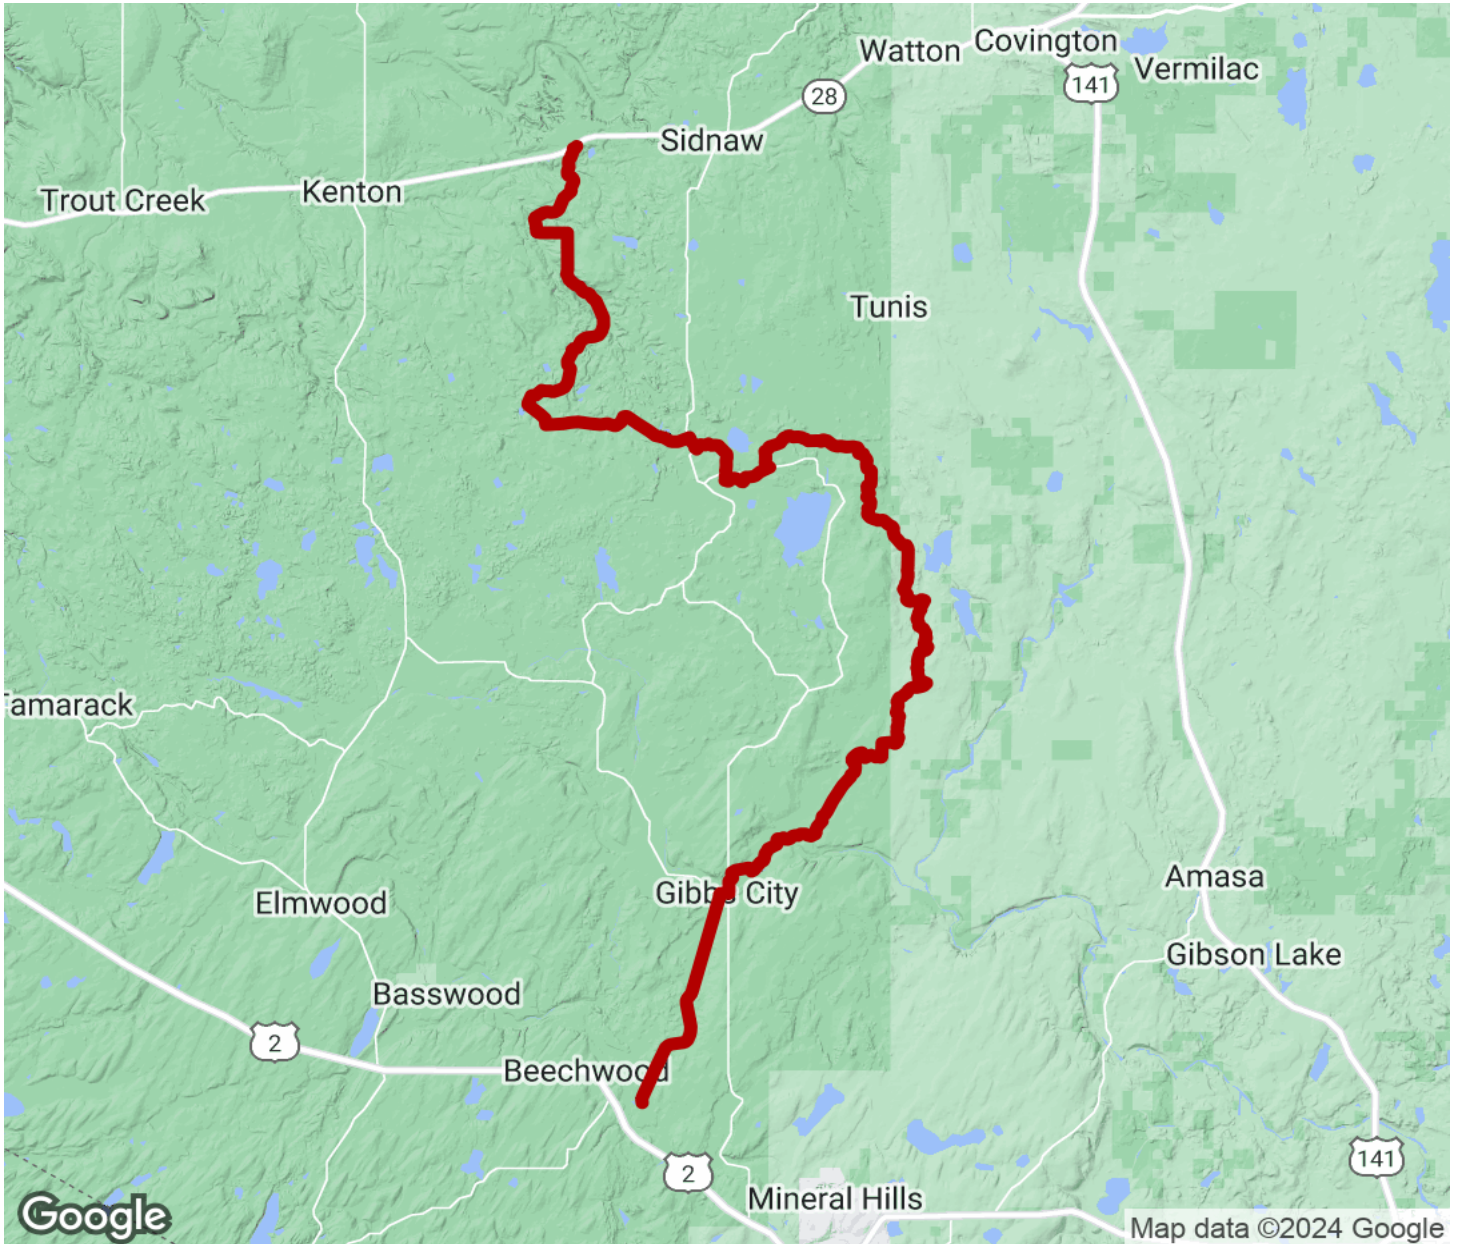 Watton
Covington
Vermilac
141
28
Sidnaw
Trout Creek
Kenton
Tunis
Tamarack
Gibbs City
Elmwood
Amasa
Gibson Lake
Basswood
2
Beechwood
2
141
Mineral Hills
Google
Map data ©2024 Google